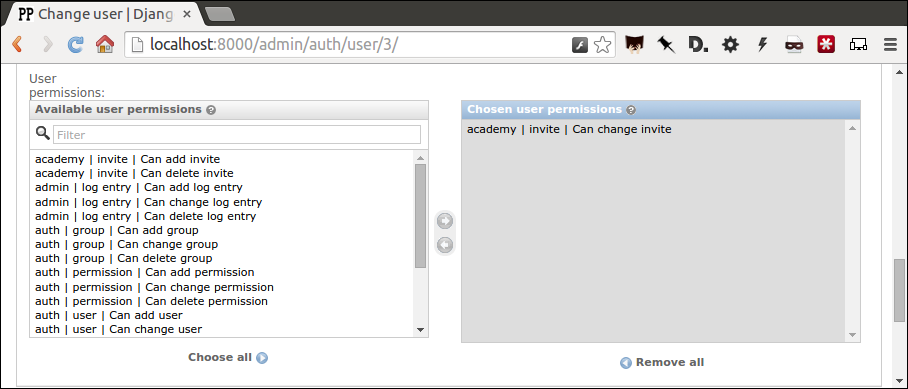 PP Change user | Djang
localhost:8000/admin/auth/user/3/
D.
User
permissions:
Available user permissions ?
Chosen user permissions ?
Filter
academy | invite | Can change invite
academy | invite | Can add invite
academy | invite | Can delete invite
admin | log entry | Can add log entry
admin | log entry | Can change log entry
admin | log entry | Can delete log entry
auth | group | Can add group
auth | group | Can change group
auth | group | Can delete group
auth | permission | Can add permission
auth | permission | Can change permission
auth | permission | Can delete permission
auth | user | Can add user
auth | user | Can change user
Choose all
Remove all